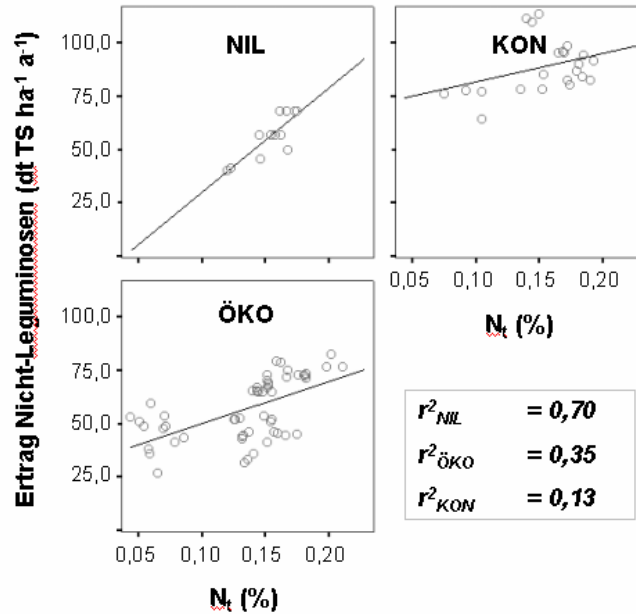 Ertrag Nicht-Leguminosen (dt TS ha⁻¹ a⁻¹)
NIL
100,0
75,0
50,0
25,0
KON
0,05 0,10 0,15 0,20
Nₜ (%)
ÖKO
100,0
75,0
50,0
25,0
0,05 0,10 0,15 0,20
Nₜ (%)
r²NIL = 0,70
r²ÖKO = 0,35
r²KON = 0,13